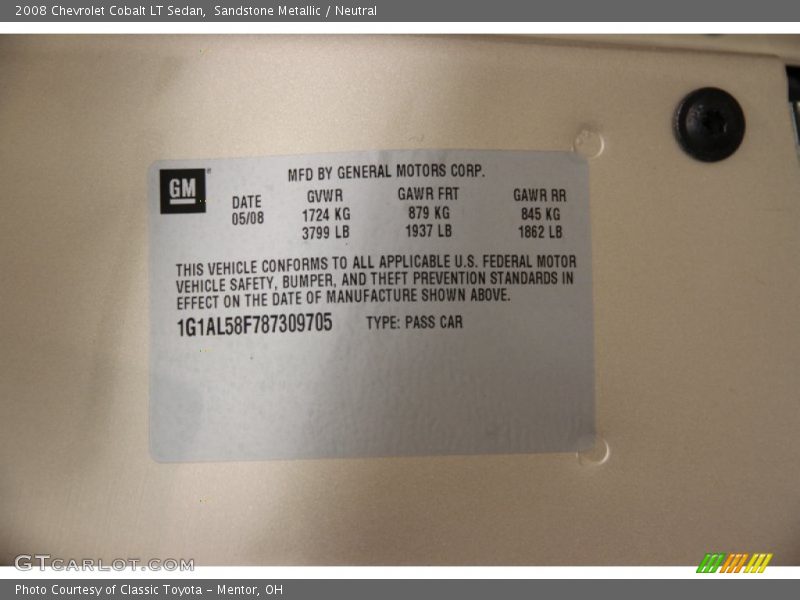 2008 Chevrolet Cobalt LT Sedan, Sandstone Metallic / Neutral
GM
MFD BY GENERAL MOTORS CORP.
DATE GVWR GAWR FRT GAWR RR
05/08 1724 KG 879 KG 845 KG
3799 LB 1937 LB 1862 LB
THIS VEHICLE CONFORMS TO ALL APPLICABLE U.S. FEDERAL MOTOR
VEHICLE SAFETY, BUMPER, AND THEFT PREVENTION STANDARDS IN
EFFECT ON THE DATE OF MANUFACTURE SHOWN ABOVE.
1G1AL58F787309705 TYPE: PASS CAR
GTCARLOT.COM
Photo Courtesy of Classic Toyota - Mentor, OH